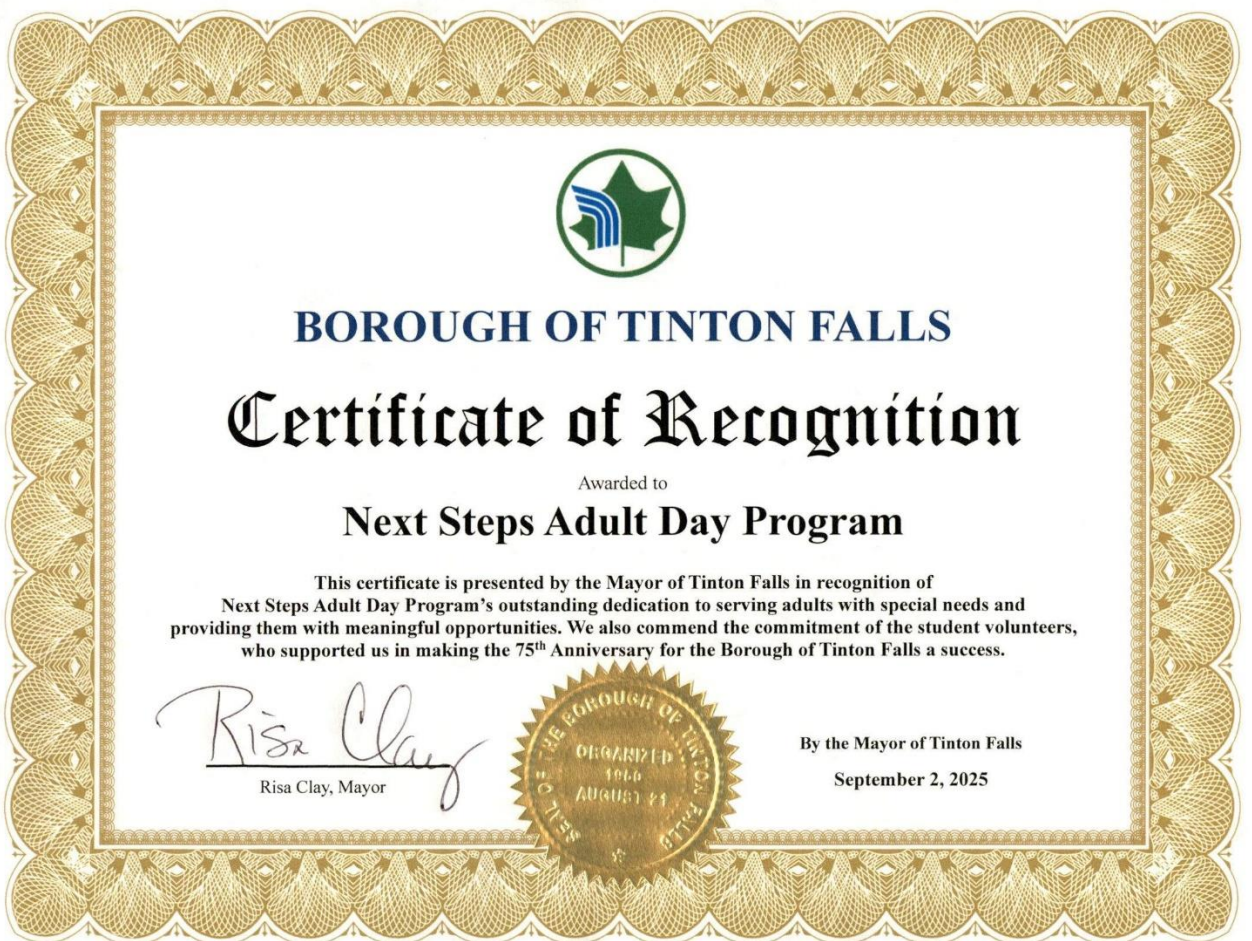 BOROUGH OF TINTON FALLS
Certificate of Recognition
Awarded to
Next Steps Adult Day Program
This certificate is presented by the Mayor of Tinton Falls in recognition of
Next Steps Adult Day Program's outstanding dedication to serving adults with special needs and
providing them with meaningful opportunities. We also commend the commitment of the student volunteers,
who supported us in making the 75th Anniversary for the Borough of Tinton Falls a success.
Risa Clay
Risa Clay, Mayor
SEAL OF THE BOROUGH OF TINTON FALLS
ORGANIZED
AUGUST
By the Mayor of Tinton Falls
September 2, 2025